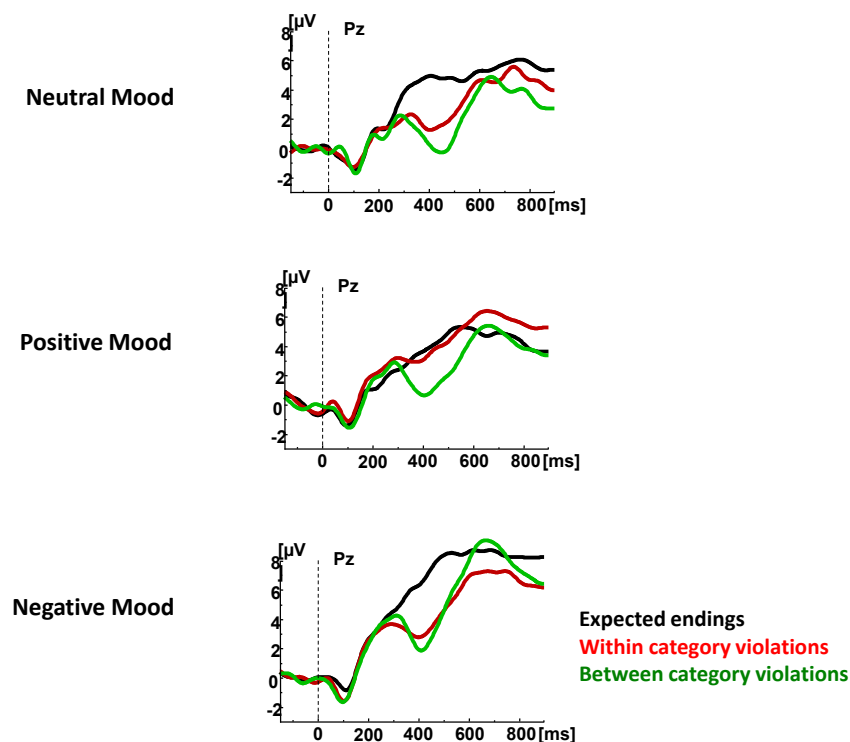 [µV
Pz
8
6
4
2
0
-2
0 200 400 600 800[ms]
Neutral Mood
[µV
Pz
8
6
4
2
0
-2
0 200 400 600 800[ms]
Positive Mood
[µV
Pz
8
6
4
2
0
-2
0 200 400 600 800[ms]
Negative Mood
Expected endings
Within category violations
Between category violations